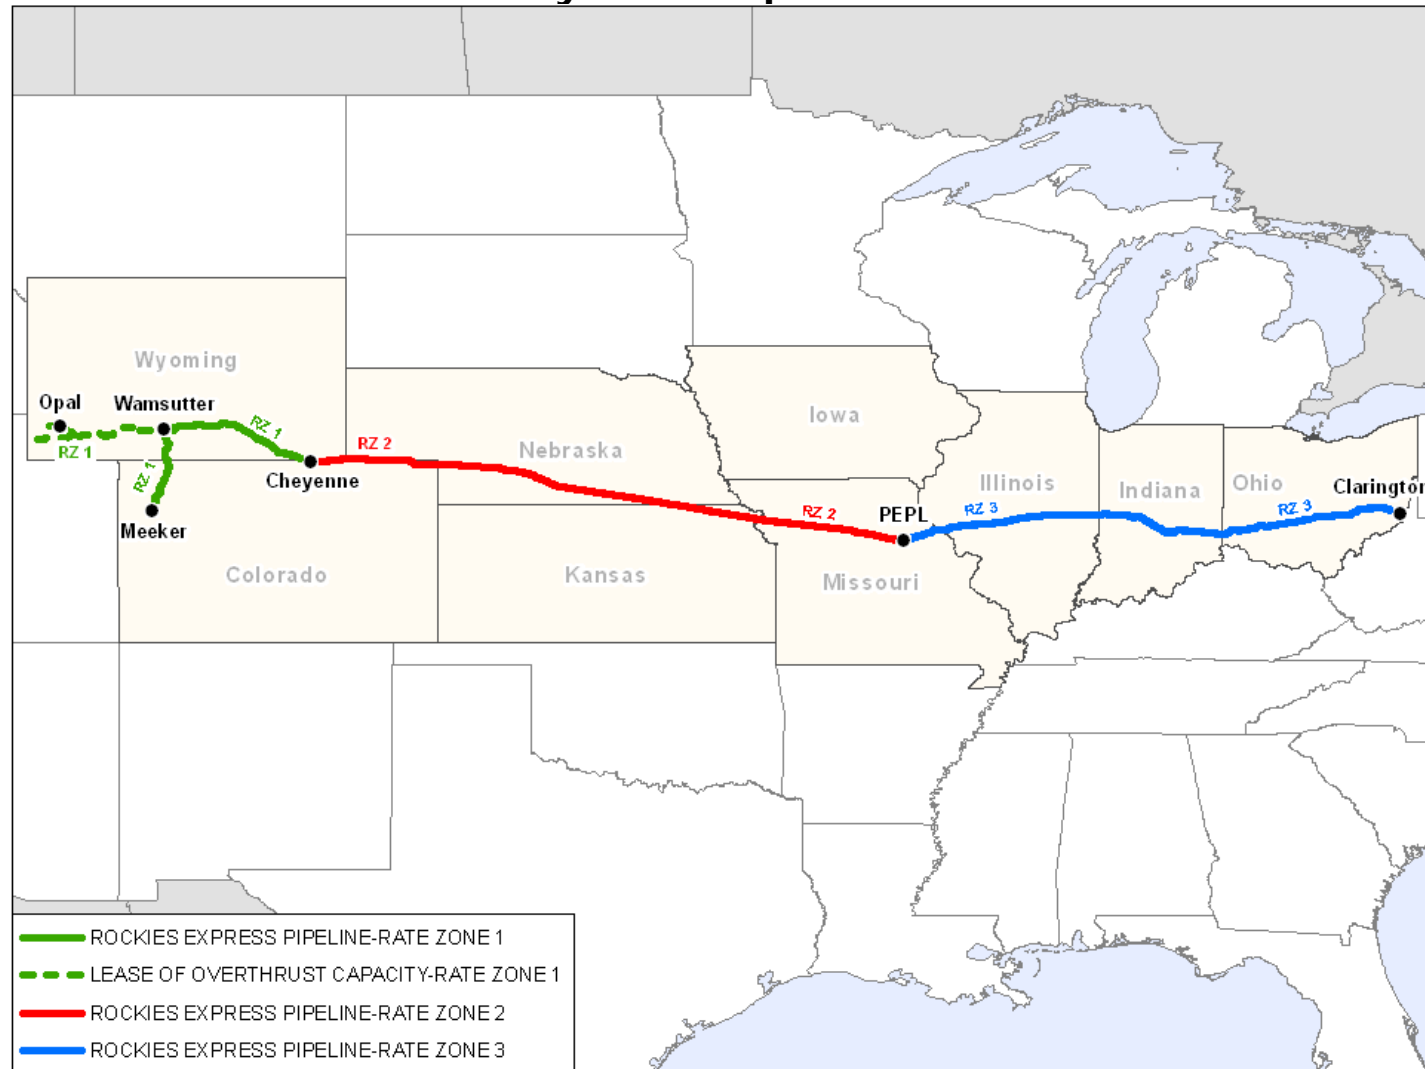 Wyoming
Opal
Wamsutter
RZ 1
RZ 1
RZ 1
RZ 2
Cheyenne
Meeker
Nebraska
Iowa
Colorado
Kansas
RZ 2
PEPL
Missouri
Illinois
RZ 3
Indiana
Ohio
RZ 3
Clarington
ROCKIES EXPRESS PIPELINE-RATE ZONE 1
LEASE OF OVERTHRUST CAPACITY-RATE ZONE 1
ROCKIES EXPRESS PIPELINE-RATE ZONE 2
ROCKIES EXPRESS PIPELINE-RATE ZONE 3